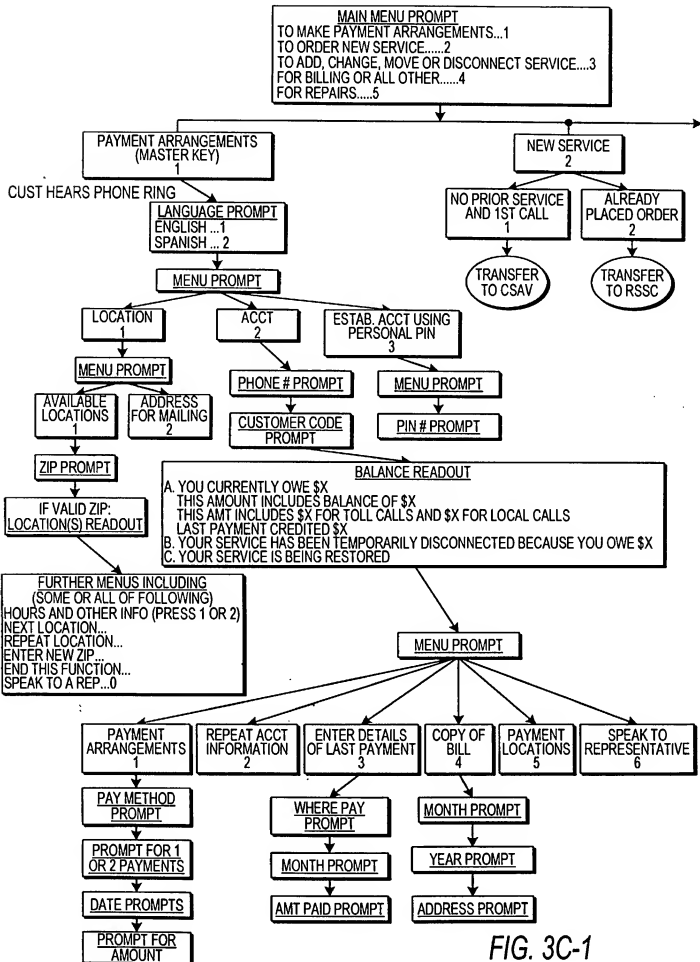 MAIN MENU PROMPT
TO MAKE PAYMENT ARRANGEMENTS...1
TO ORDER NEW SERVICE......2
TO ADD, CHANGE, MOVE OR DISCONNECT SERVICE....3
FOR BILLING OR ALL OTHER......4
FOR REPAIRS.....5
PAYMENT ARRANGEMENTS
(MASTER KEY)
1
NEW SERVICE
2
CUST HEARS PHONE RING
LANGUAGE PROMPT
ENGLISH ...1
SPANISH ... 2
NO PRIOR SERVICE
AND 1ST CALL
1
ALREADY
PLACED ORDER
2
TRANSFER
TO CSAV
TRANSFER
TO RSSC
MENU PROMPT
LOCATION
1
ACCT
2
ESTAB. ACCT USING
PERSONAL PIN
3
MENU PROMPT
PHONE # PROMPT
MENU PROMPT
AVAILABLE
LOCATIONS
1
ADDRESS
FOR MAILING
2
CUSTOMER CODE
PROMPT
PIN # PROMPT
ZIP PROMPT
IF VALID ZIP:
LOCATION(S) READOUT
BALANCE READOUT
A. YOU CURRENTLY OWE $X
THIS AMOUNT INCLUDES BALANCE OF $X
THIS AMT INCLUDES $X FOR TOLL CALLS AND $X FOR LOCAL CALLS
LAST PAYMENT CREDITED $X
B. YOUR SERVICE HAS BEEN TEMPORARILY DISCONNECTED BECAUSE YOU OWE $X
C. YOUR SERVICE IS BEING RESTORED
FURTHER MENUS INCLUDING
(SOME OR ALL OF FOLLOWING)
HOURS AND OTHER INFO (PRESS 1 OR 2)
NEXT LOCATION...
REPEAT LOCATION...
ENTER NEW ZIP...
END THIS FUNCTION...
SPEAK TO A REP...0
MENU PROMPT
PAYMENT
ARRANGEMENTS
1
REPEAT ACCT
INFORMATION
2
ENTER DETAILS
OF LAST PAYMENT
3
COPY OF
BILL
4
PAYMENT
LOCATIONS
5
SPEAK TO
REPRESENTATIVE
6
PAY METHOD
PROMPT
PROMPT FOR 1
OR 2 PAYMENTS
DATE PROMPTS
PROMPT FOR
AMOUNT
WHERE PAY
PROMPT
MONTH PROMPT
AMT PAID PROMPT
MONTH PROMPT
YEAR PROMPT
ADDRESS PROMPT
FIG. 3C-1